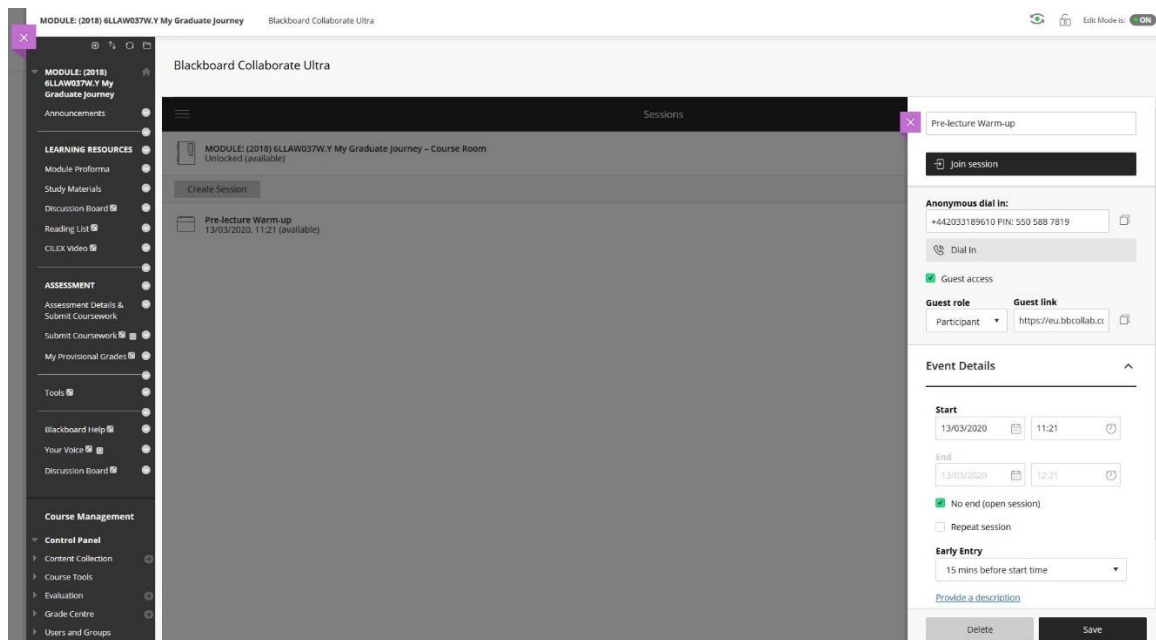 MODULE: (2018) 6LLAW037W.Y My Graduate Journey
Blackboard Collaborate Ultra
Edit Mode is: ON
MODULE: (2018)
6LLAW037W.Y My
Graduate Journey
Announcements
LEARNING RESOURCES
Module Proforma
Study Materials
Discussion Board
Reading List
CILEX Video
ASSESSMENT
Assessment Details &
Submit Coursework
Submit Coursework
My Provisional Grades
Tools
Blackboard Help
Your Voice
Discussion Board
Course Management
Control Panel
Content Collection
Course Tools
Evaluation
Grade Centre
Users and Groups
Blackboard Collaborate Ultra
Sessions
MODULE: (2018) 6LLAW037W.Y My Graduate Journey – Course Room
Unlocked (available)
Create Session
Pre-lecture Warm-up
13/03/2020, 11:21 (available)
Pre-lecture Warm-up
Join session
Anonymous dial in:
+442033189610 PIN: 550 588 7819
Dial In
Guest access
Guest role Guest link
Participant https://eu.bbcollab.cc
Event Details
Start
13/03/2020 11:21
End
13/03/2020 12:21
No end (open session)
Repeat session
Early Entry
15 mins before start time
Provide a description
Delete Save